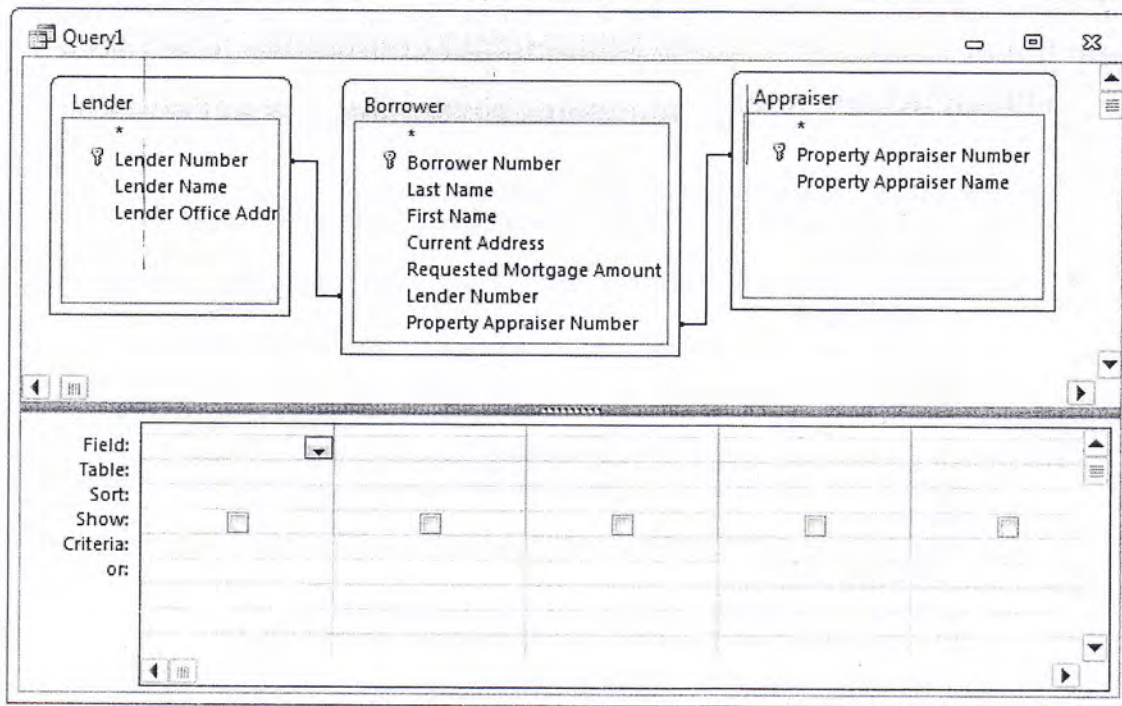 Query1
Lender
*
Lender Number
Lender Name
Lender Office Addr
Borrower
*
Borrower Number
Last Name
First Name
Current Address
Requested Mortgage Amount
Lender Number
Property Appraiser Number
Appraiser
*
Property Appraiser Number
Property Appraiser Name
Field:
Table:
Sort:
Show:
Criteria:
or: